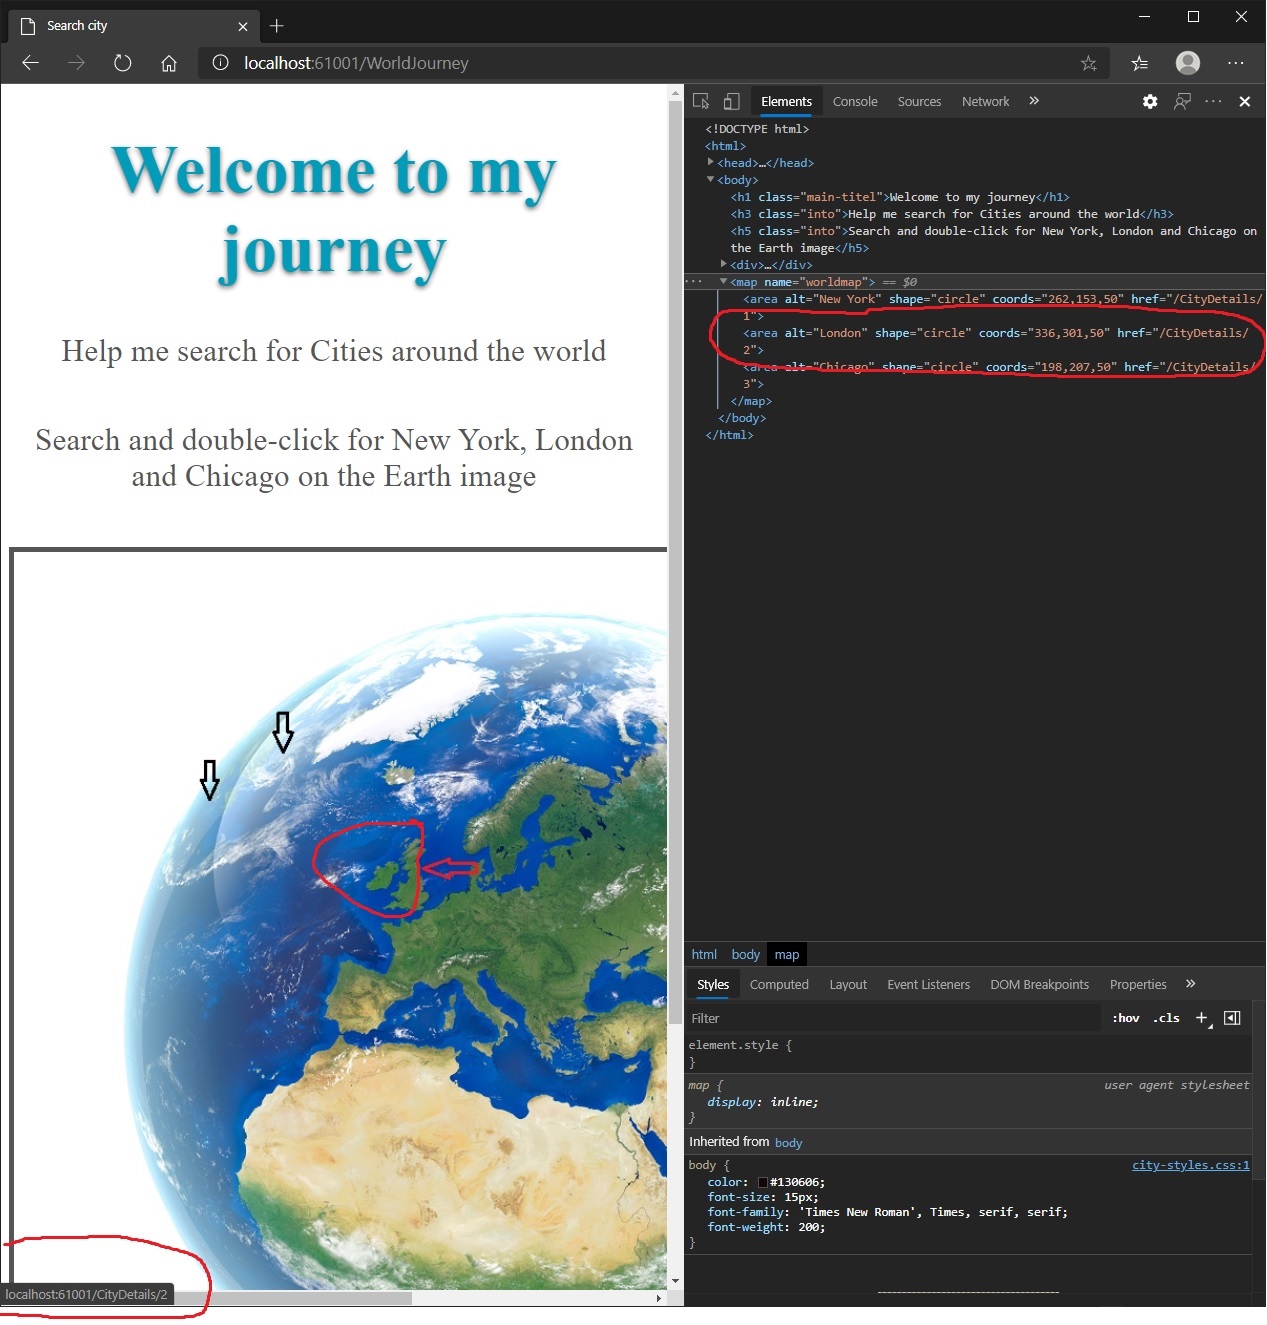 Search city
localhost:61001/WorldJourney
Welcome to my
journey
Help me search for Cities around the world
Search and double-click for New York, London
and Chicago on the Earth image
localhost:61001/CityDetails/2
Elements Console Sources Network »
<!DOCTYPE html>
<html>
<head>…</head>
<body>
<h1 class="main-titel">Welcome to my journey</h1>
<h3 class="into">Help me search for Cities around the world</h3>
<h5 class="into">Search and double-click for New York, London and Chicago on
the Earth image</h5>
<div>…</div>
··· <map name="worldmap"> == $0
<area alt="New York" shape="circle" coords="262,153,50" href="/CityDetails/
1">
<area alt="London" shape="circle" coords="336,301,50" href="/CityDetails/
2">
<area alt="Chicago" shape="circle" coords="198,207,50" href="/CityDetails/
3">
</map>
</body>
</html>
html body map
Styles Computed Layout Event Listeners DOM Breakpoints Properties »
Filter :hov .cls +
element.style {
}
map { user agent stylesheet
display: inline;
}
Inherited from body
body { city-styles.css:1
color: #130606;
font-size: 15px;
font-family: 'Times New Roman', Times, serif, serif;
font-weight: 200;
}